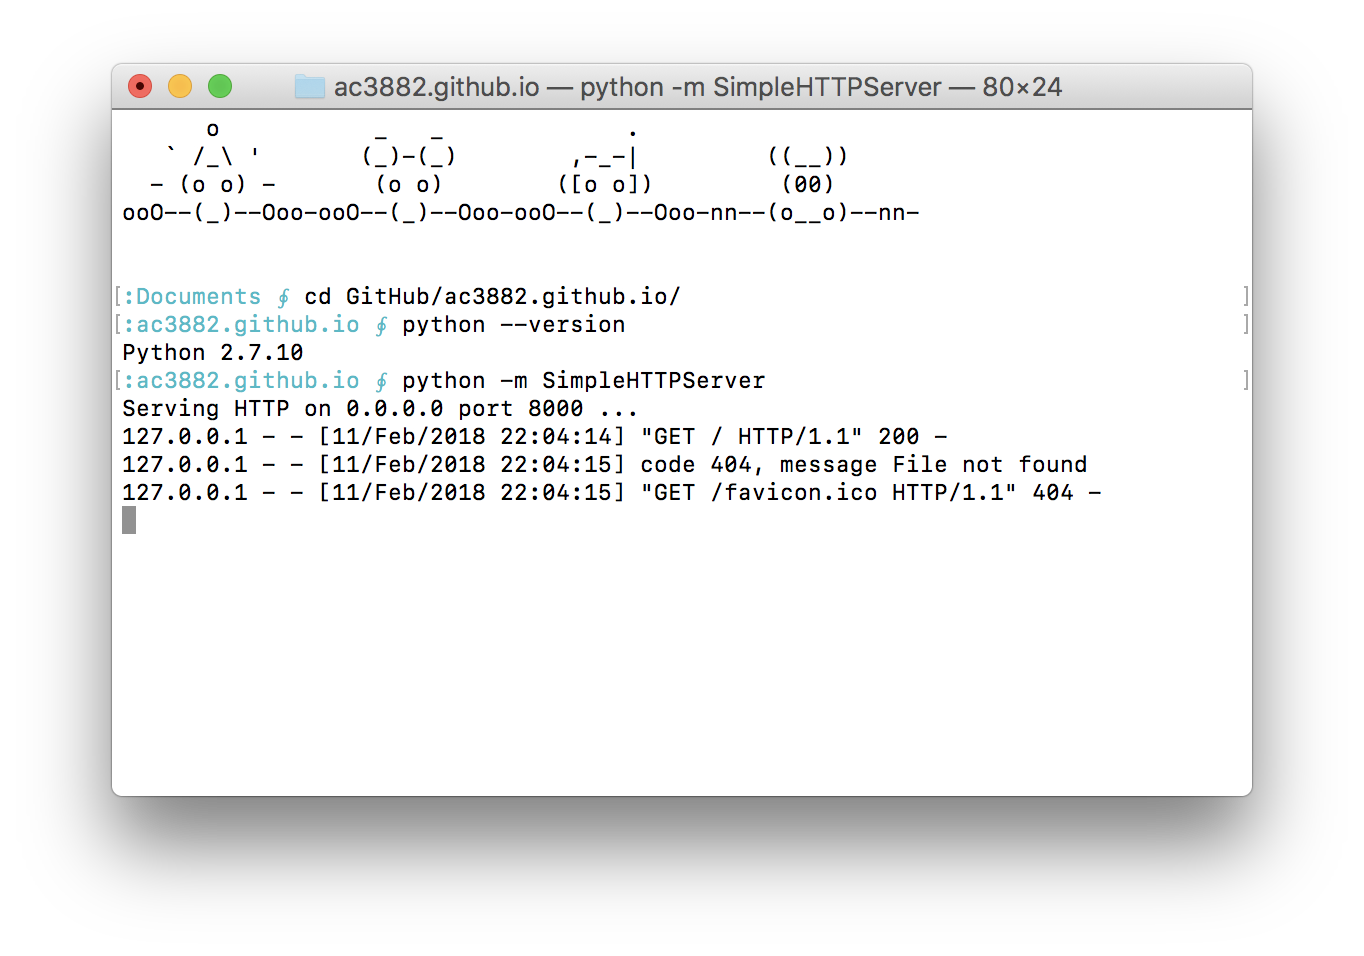 ac3882.github.io — python -m SimpleHTTPServer — 80×24
      o           _   _             .
   ` /_\ '       (_)-(_)        ,-_-|         ((__))
  - (o o) -       (o o)        ([o o])         (00)
ooO--(_)--Ooo-ooO--(_)--Ooo-ooO--(_)--Ooo-nn--(o__o)--nn-
[:Documents ∮ cd GitHub/ac3882.github.io/ ]
[:ac3882.github.io ∮ python --version ]
Python 2.7.10
[:ac3882.github.io ∮ python -m SimpleHTTPServer ]
Serving HTTP on 0.0.0.0 port 8000 ...
127.0.0.1 - - [11/Feb/2018 22:04:14] "GET / HTTP/1.1" 200 -
127.0.0.1 - - [11/Feb/2018 22:04:15] code 404, message File not found
127.0.0.1 - - [11/Feb/2018 22:04:15] "GET /favicon.ico HTTP/1.1" 404 -